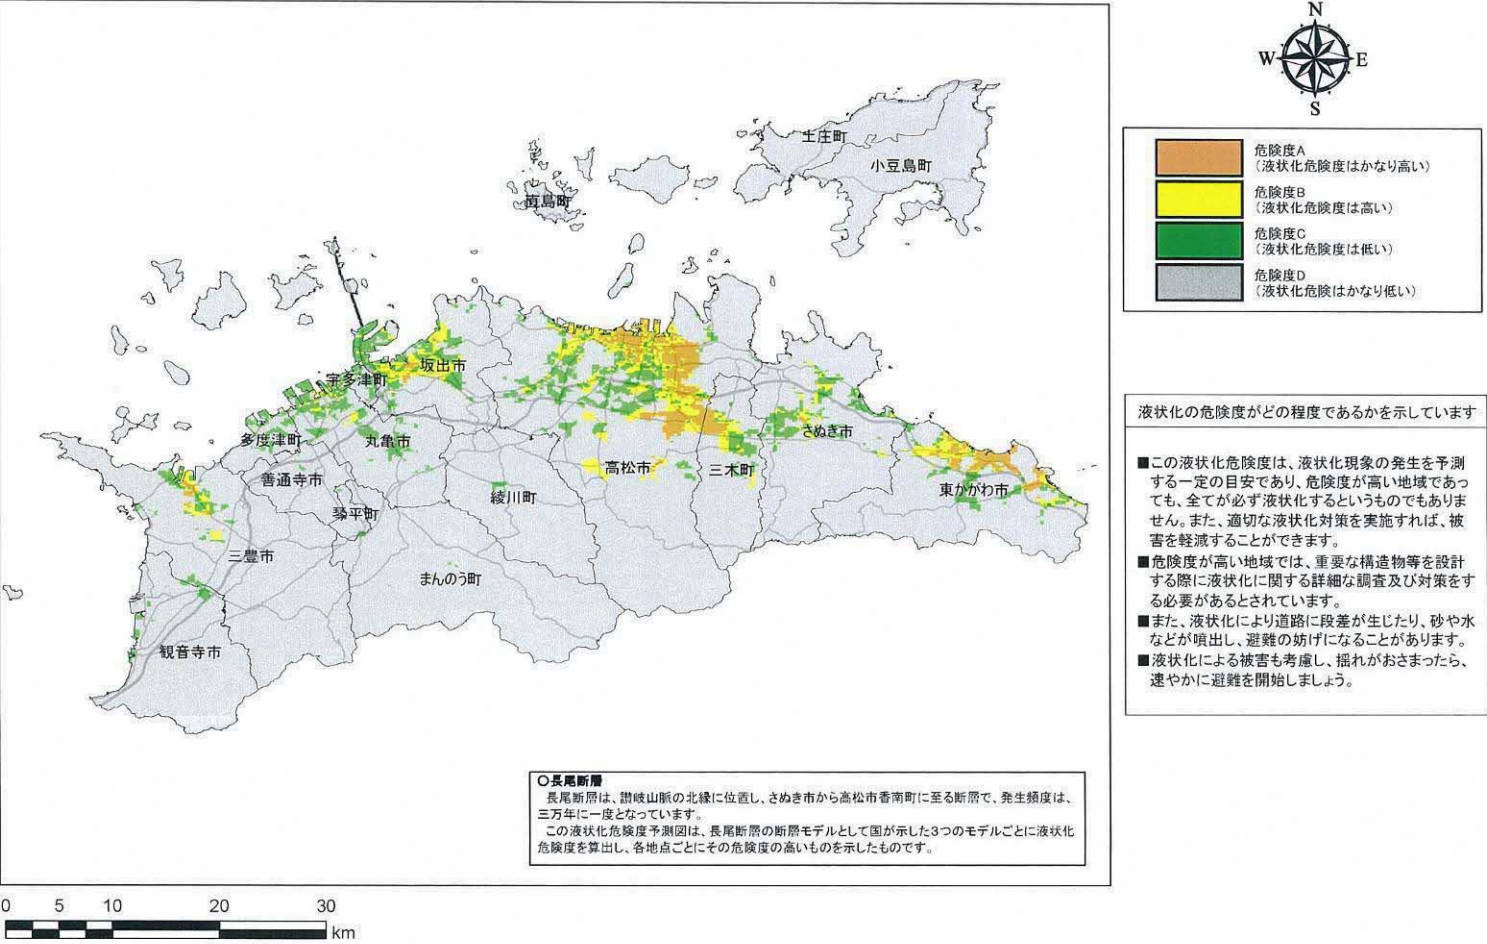 N
W
E
S
危険度A
（液状化危険度はかなり高い）
危険度B
（液状化危険度は高い）
危険度C
（液状化危険度は低い）
危険度D
（液状化危険はかなり低い）
土庄町
小豆島町
直島町
坂出市
宇多津町
多度津町
丸亀市
善通寺市
琴平町
綾川町
高松市
三木町
さぬき市
東かがわ市
三豊市
まんのう町
観音寺市
液状化の危険度がどの程度であるかを示しています
■この液状化危険度は、液状化現象の発生を予測
する一定の目安であり、危険度が高い地域であっ
ても、全てが必ず液状化するというものでもありま
せん。また、適切な液状化対策を実施すれば、被
害を軽減することができます。
■危険度が高い地域では、重要な構造物等を設計
する際に液状化に関する詳細な調査及び対策をす
る必要があるとされています。
■また、液状化により道路に段差が生じたり、砂や水
などが噴出し、避難の妨げになることがあります。
■液状化による被害も考慮し、揺れがおさまったら、
速やかに避難を開始しましょう。
○長尾断層
長尾断層は、讃岐山脈の北縁に位置し、さぬき市から高松市香南町に至る断層で、発生頻度は、
三万年に一度となっています。
この液状化危険度予測図は、長尾断層の断層モデルとして国が示した3つのモデルごとに液状化
危険度を算出し、各地点ごとにその危険度の高いものを示したものです。
0 5 10 20 30
km